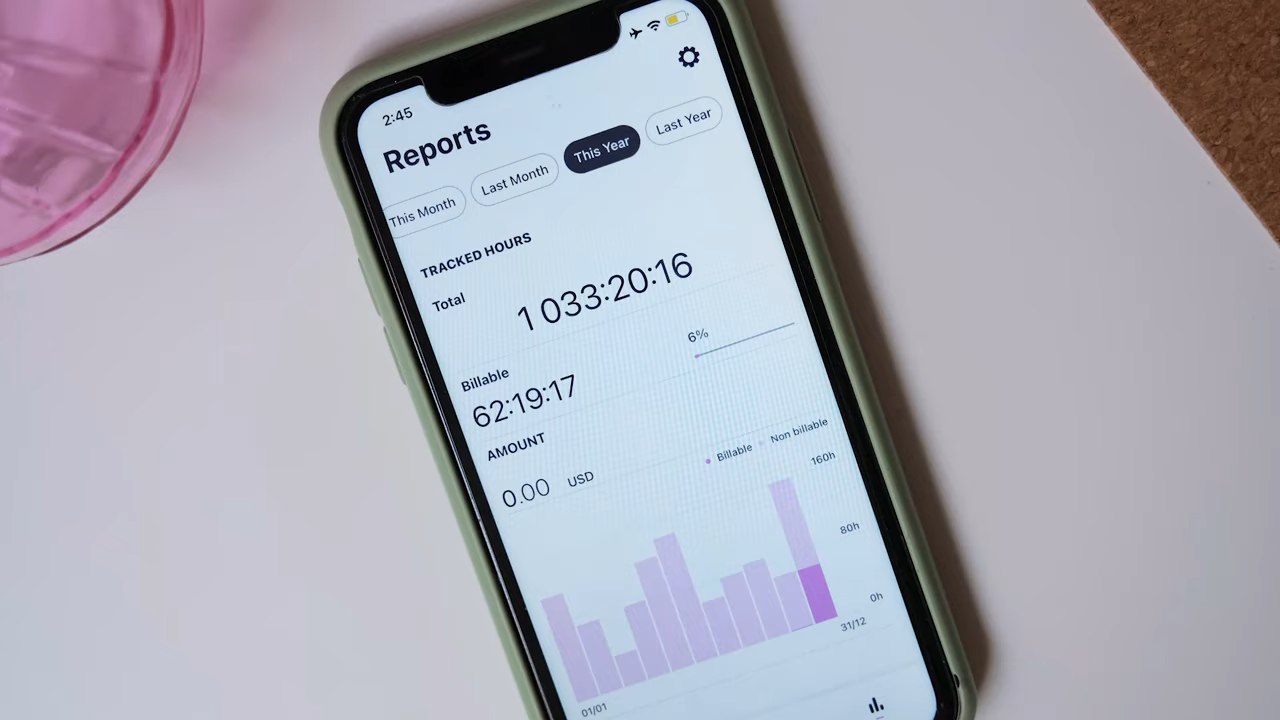 2:45
Reports
This Month
Last Month
This Year
Last Year
TRACKED HOURS
Total
1 033:20:16
6%
Billable
62:19:17
AMOUNT
0.00 USD
Billable
Non billable
160h
80h
0h
01/01
31/12